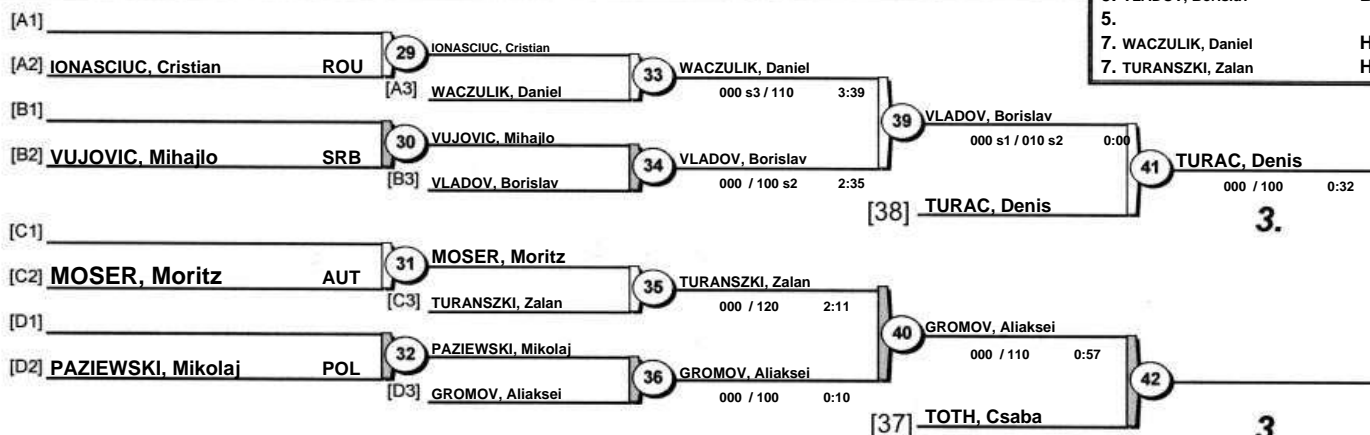 5.
7. WACZULIK, Daniel H
7. TURANSZKI, Zalan H
[A1]
[A2] IONASCIUC, Cristian ROU
29
IONASCIUC, Cristian
[A3] WACZULIK, Daniel
33
WACZULIK, Daniel
000 s3 / 110 3:39
[B1]
[B2] VUJOVIC, Mihajlo SRB
30
VUJOVIC, Mihajlo
[B3] VLADOV, Borislav
34
VLADOV, Borislav
000 / 100 s2 2:35
39
VLADOV, Borislav
000 s1 / 010 s2 0:00
[38] TURAC, Denis
41
TURAC, Denis
000 / 100 0:32
3.
[C1]
[C2] MOSER, Moritz AUT
31
MOSER, Moritz
[C3] TURANSZKI, Zalan
35
TURANSZKI, Zalan
000 / 120 2:11
[D1]
[D2] PAZIEWSKI, Mikolaj POL
32
PAZIEWSKI, Mikolaj
[D3] GROMOV, Aliaksei
36
GROMOV, Aliaksei
000 / 100 0:10
40
GROMOV, Aliaksei
000 / 110 0:57
[37] TOTH, Csaba
42
3